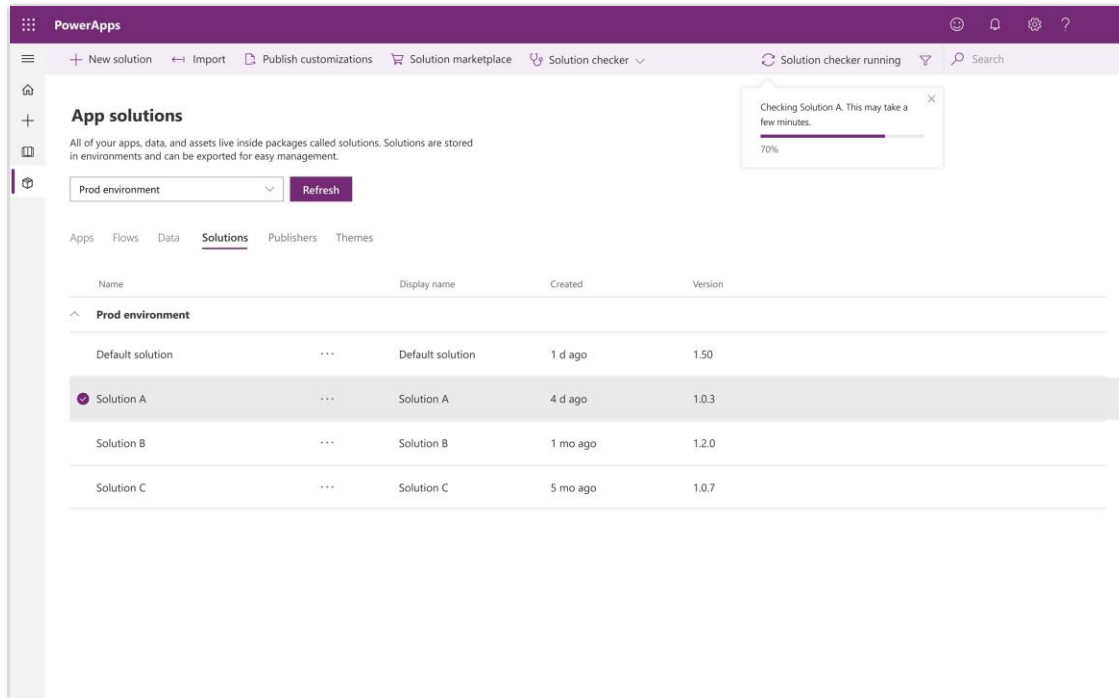 PowerApps
New solution Import Publish customizations Solution marketplace Solution checker Solution checker running Search
Checking Solution A. This may take a
few minutes.
70%
App solutions
All of your apps, data, and assets live inside packages called solutions. Solutions are stored
in environments and can be exported for easy management.
Prod environment Refresh
Apps Flows Data Solutions Publishers Themes
Name Display name Created Version
Prod environment
Default solution ... Default solution 1 d ago 1.50
Solution A ... Solution A 4 d ago 1.0.3
Solution B ... Solution B 1 mo ago 1.2.0
Solution C ... Solution C 5 mo ago 1.0.7